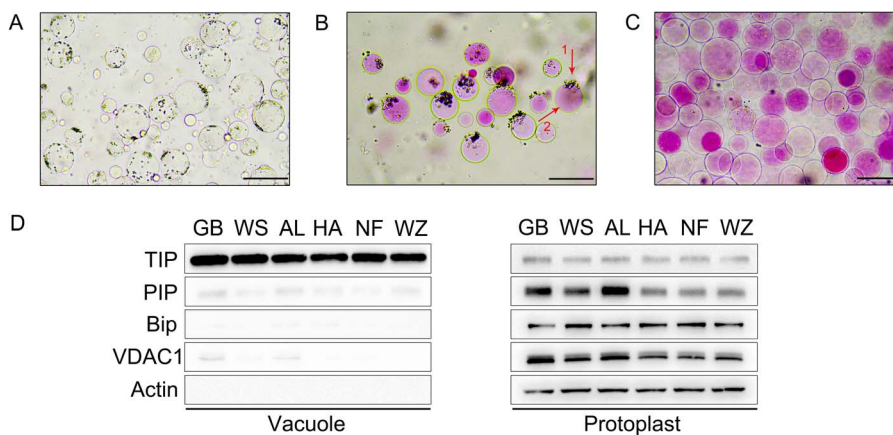 A
B
C
1
2
D
GB WS AL HA NF WZ
GB WS AL HA NF WZ
TIP
PIP
Bip
VDAC1
Actin
Vacuole
Protoplast